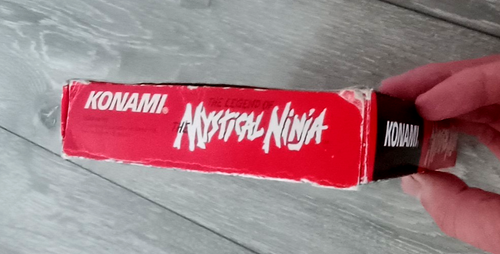 KONAMI®
THE LEGEND OF
THE MYSTICAL NINJA
KONAMI